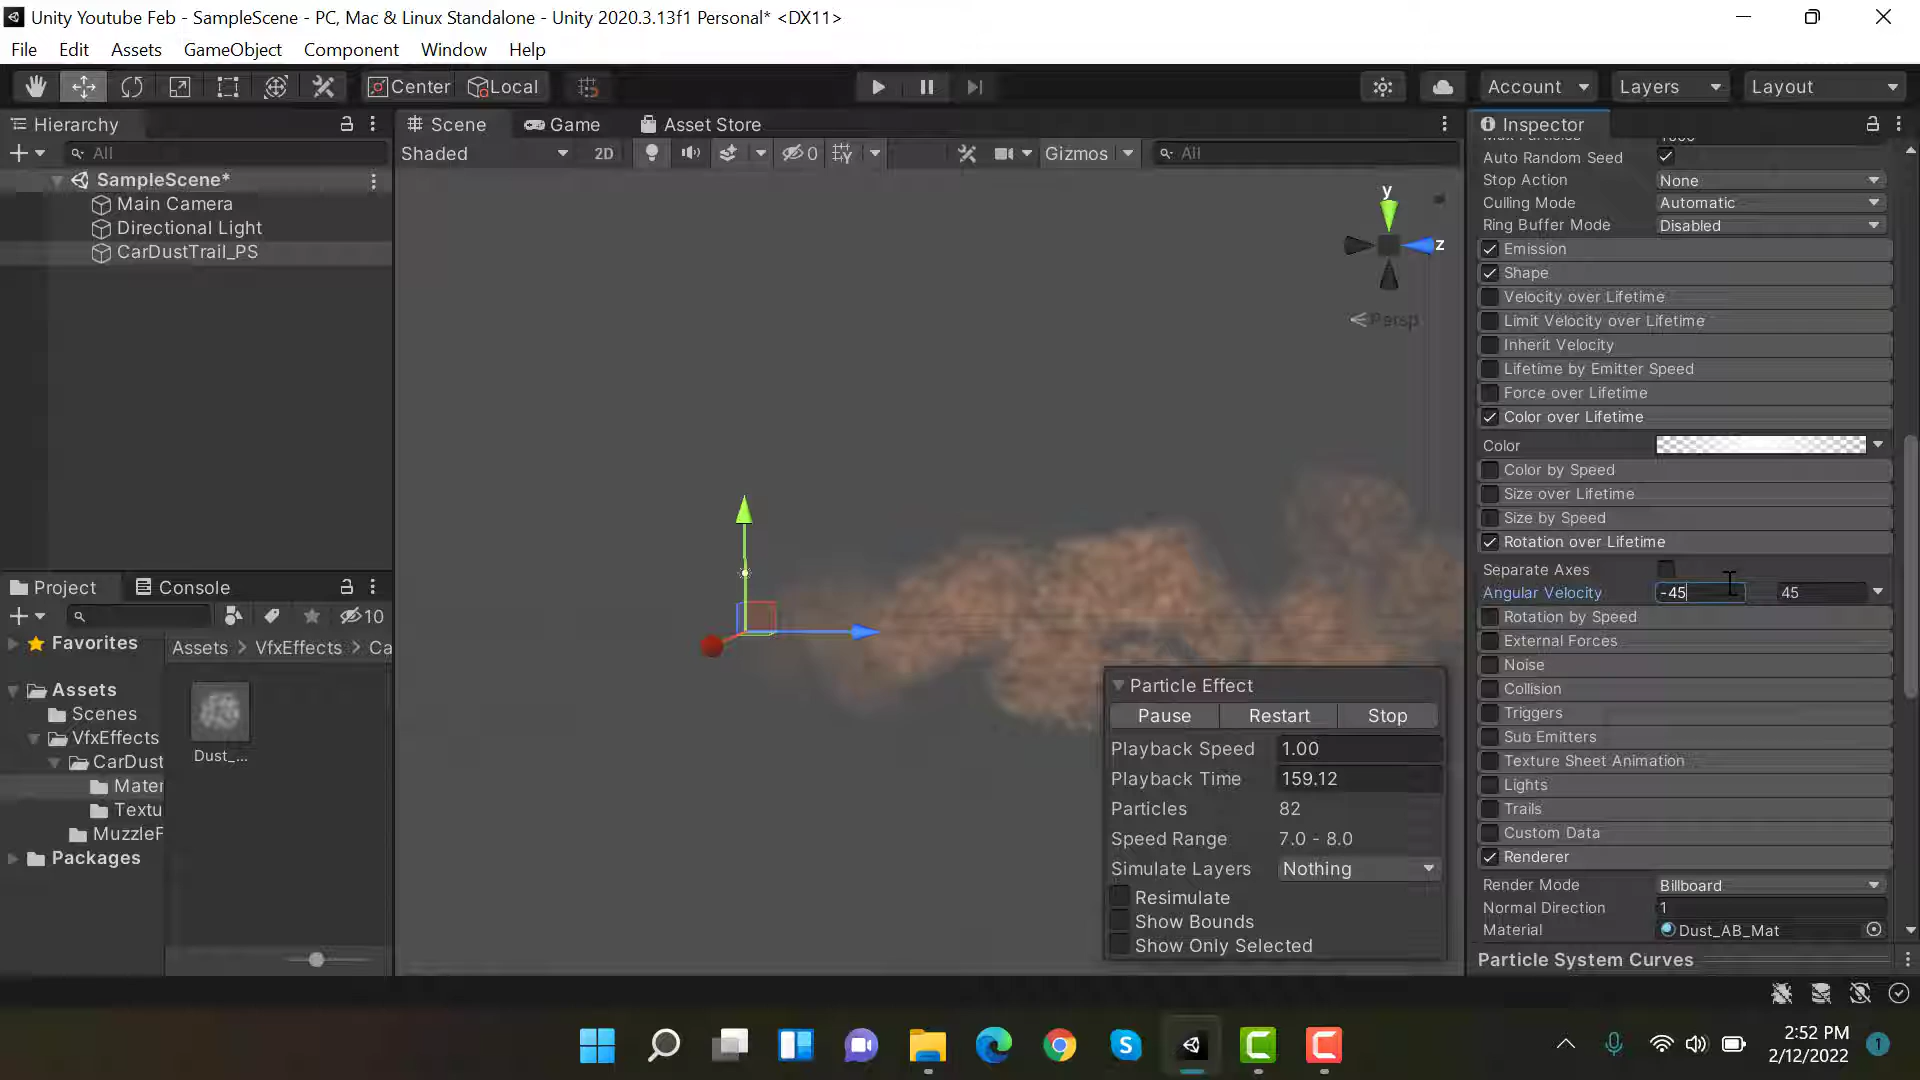 Unity Youtube Feb - SampleScene - PC, Mac & Linux Standalone - Unity 2020.3.13f1 Personal* <DX11>
File Edit Assets GameObject Component Window Help
Center Local Account Layers Layout
Hierarchy
All
SampleScene*
Main Camera
Directional Light
CarDustTrail_PS
Scene Game Asset Store
Shaded 2D 0 Gizmos All
y
z
Persp
Particle Effect
Pause Restart Stop
Playback Speed 1.00
Playback Time 159.12
Particles 82
Speed Range 7.0 - 8.0
Simulate Layers Nothing
Resimulate
Show Bounds
Show Only Selected
Project Console
10
Favorites
Assets > VfxEffects > Ca
Assets
Scenes
VfxEffects
CarDust
Mater
Textu
MuzzleF
Packages
Dust_...
Inspector
Max Particles 1000
Auto Random Seed
Stop Action None
Culling Mode Automatic
Ring Buffer Mode Disabled
Emission
Shape
Velocity over Lifetime
Limit Velocity over Lifetime
Inherit Velocity
Lifetime by Emitter Speed
Force over Lifetime
Color over Lifetime
Color
Color by Speed
Size over Lifetime
Size by Speed
Rotation over Lifetime
Separate Axes
Angular Velocity -45 45
Rotation by Speed
External Forces
Noise
Collision
Triggers
Sub Emitters
Texture Sheet Animation
Lights
Trails
Custom Data
Renderer
Render Mode Billboard
Normal Direction 1
Material Dust_AB_Mat
Particle System Curves
2:52 PM
2/12/2022
1